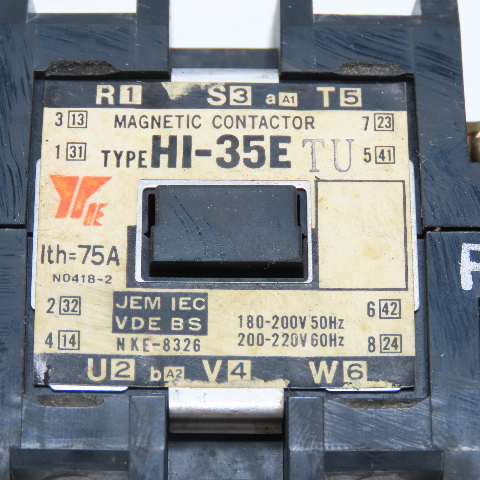 R1 S3 a A1 T5
3 13 MAGNETIC CONTACTOR 7 23
1 31 TYPE HI-35E TU 5 41
Ith=75A
N0418-2
2 32 JEM IEC 6 42
VDE BS 180-200V 50Hz
4 14 NKE-8326 200-220V 60Hz 8 24
U2 b A2 V4 W6